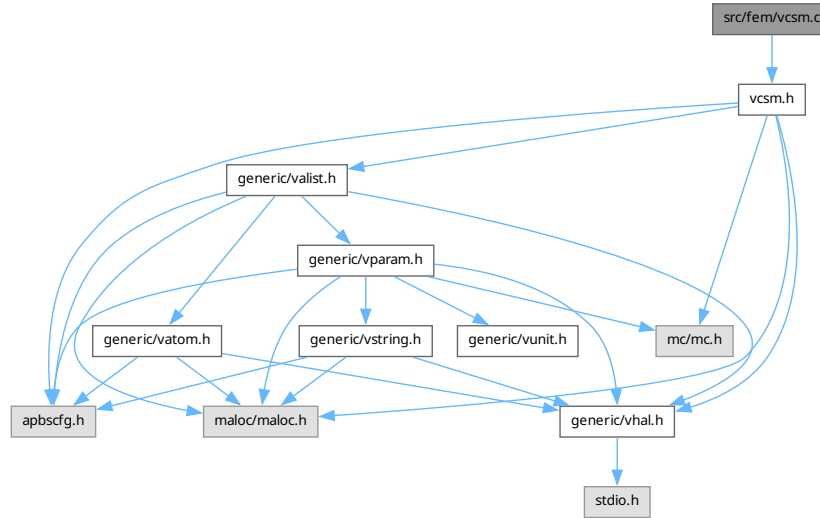 src/fem/vcsm.c
vcsm.h
generic/valist.h
generic/vparam.h
generic/vatom.h
generic/vstring.h
generic/vunit.h
mc/mc.h
apbscfg.h
maloc/maloc.h
generic/vhal.h
stdio.h